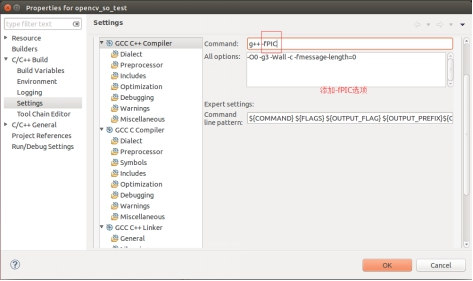 Properties for opencv_so_test
type filter text
Settings
Resource
Builders
C/C++ Build
Build Variables
Environment
Logging
Settings
Tool Chain Editor
C/C++ General
Project References
Run/Debug Settings
GCC C++ Compiler
Dialect
Preprocessor
Includes
Optimization
Debugging
Warnings
Miscellaneous
GCC C Compiler
Dialect
Preprocessor
Symbols
Includes
Optimization
Debugging
Warnings
Miscellaneous
GCC C++ Linker
General
Libraries
Command:
g++ -fPIC
All options:
-O0 -g3 -Wall -c -fmessage-length=0
添加-fPIC选项
Expert settings:
Command
line pattern:
${COMMAND} ${FLAGS} ${OUTPUT_FLAG} ${OUTPUT_PREFIX}${O
OK
Cancel